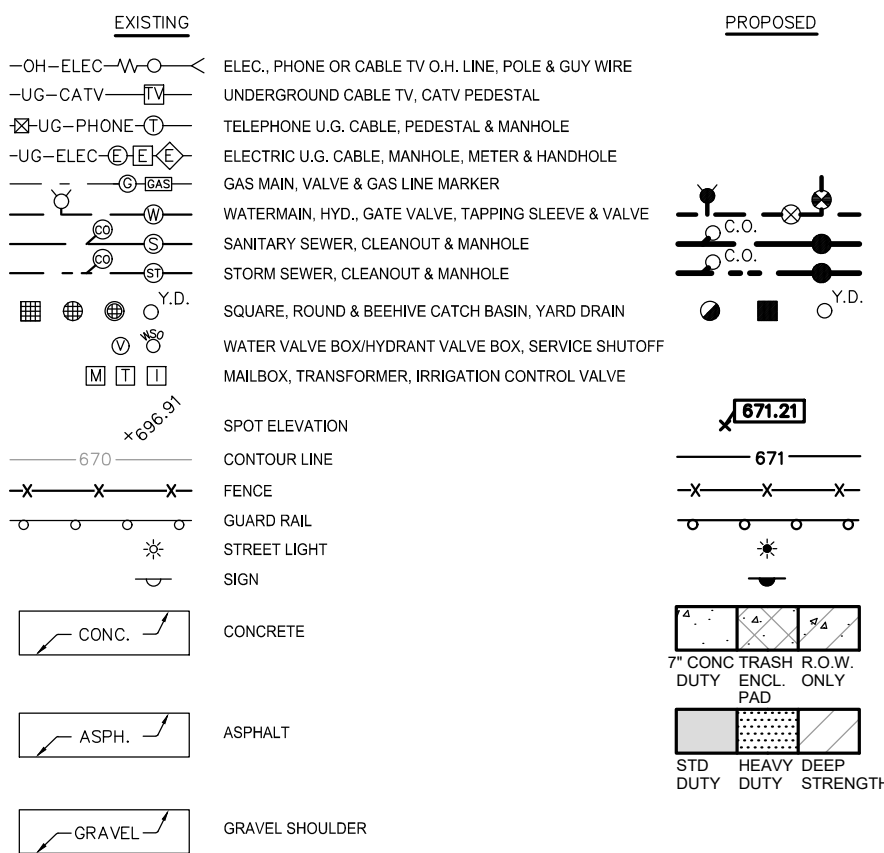 EXISTING PROPOSED
-OH-ELEC- ELEC., PHONE OR CABLE TV O.H. LINE, POLE & GUY WIRE
-UG-CATV- TV UNDERGROUND CABLE TV, CATV PEDESTAL
-UG-PHONE- T TELEPHONE U.G. CABLE, PEDESTAL & MANHOLE
-UG-ELEC- E E E ELECTRIC U.G. CABLE, MANHOLE, METER & HANDHOLE
G GAS GAS MAIN, VALVE & GAS LINE MARKER
W WATERMAIN, HYD., GATE VALVE, TAPPING SLEEVE & VALVE
CO S SANITARY SEWER, CLEANOUT & MANHOLE C.O.
CO ST STORM SEWER, CLEANOUT & MANHOLE C.O.
Y.D. SQUARE, ROUND & BEEHIVE CATCH BASIN, YARD DRAIN Y.D.
V WSO WATER VALVE BOX/HYDRANT VALVE BOX, SERVICE SHUTOFF
M T I MAILBOX, TRANSFORMER, IRRIGATION CONTROL VALVE
+696.91 SPOT ELEVATION 671.21
670 CONTOUR LINE 671
X X X FENCE X X X
GUARD RAIL
STREET LIGHT
SIGN
CONC. CONCRETE
7" CONC TRASH R.O.W.
DUTY ENCL. ONLY
PAD
ASPH. ASPHALT
STD HEAVY DEEP
DUTY DUTY STRENGTH
GRAVEL GRAVEL SHOULDER